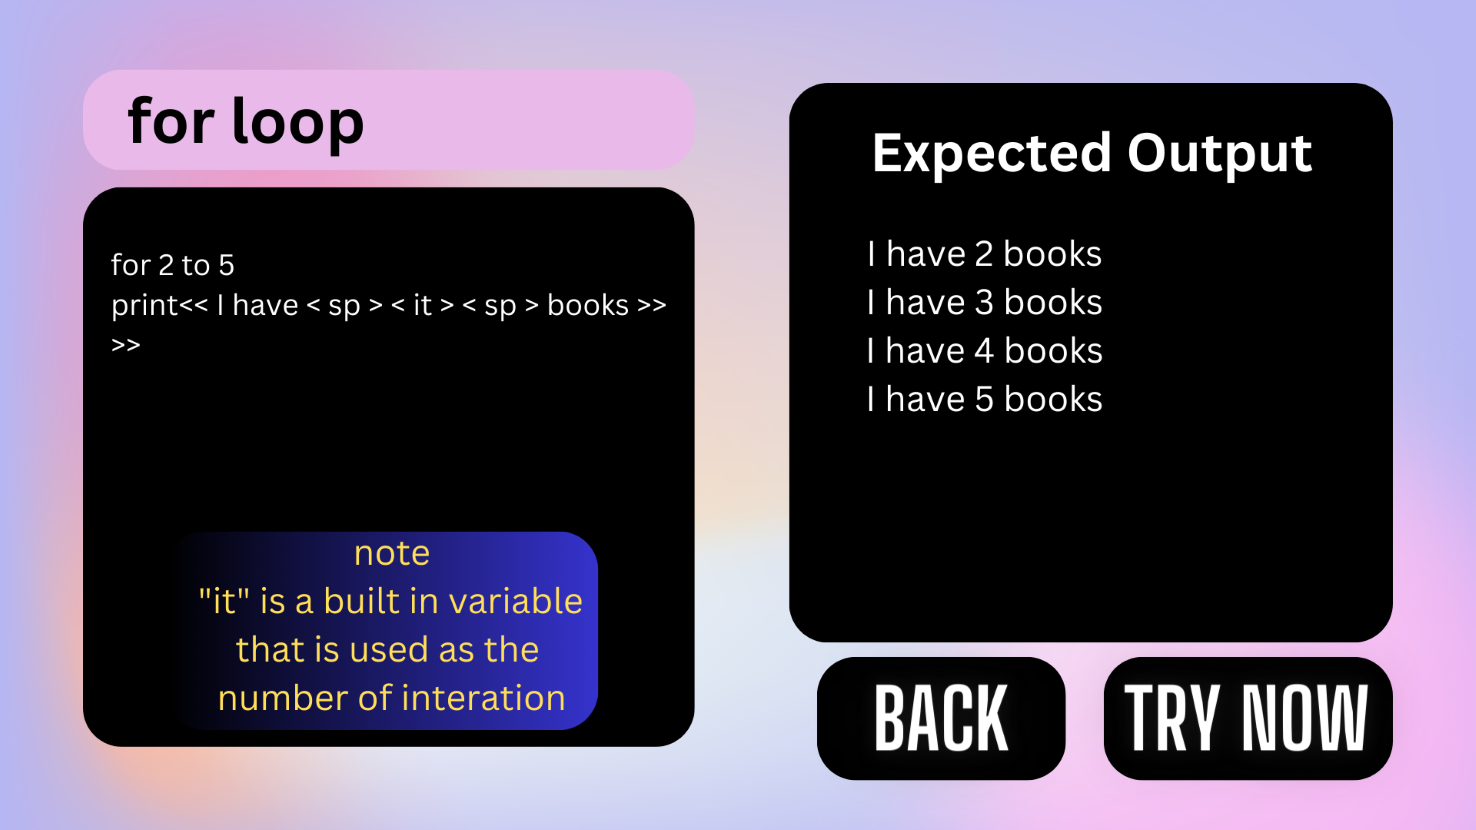 for loop
for 2 to 5
print<< I have < sp > < it > < sp > books >>
>>
note
"it" is a built in variable
that is used as the
number of interation
Expected Output
I have 2 books
I have 3 books
I have 4 books
I have 5 books
BACK
TRY NOW